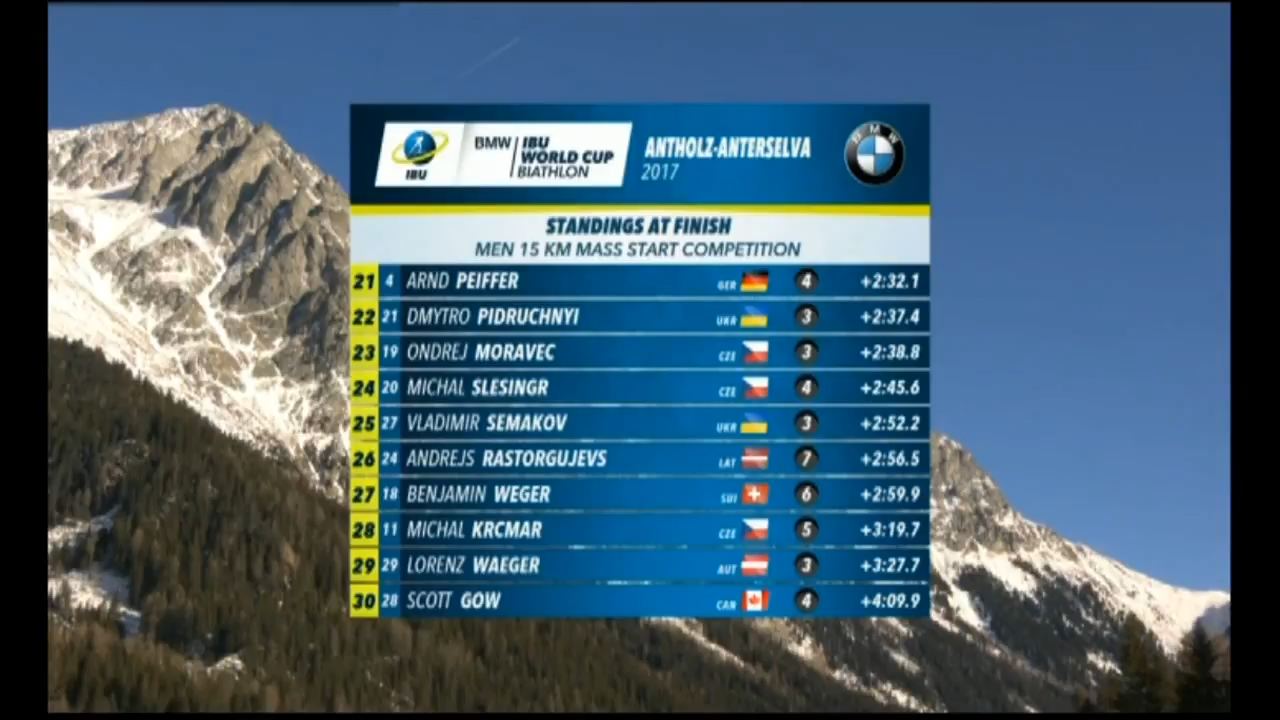 IBU
BMW IBU WORLD CUP BIATHLON
ANTHOLZ-ANTERSELVA
2017
BMW
STANDINGS AT FINISH
MEN 15 KM MASS START COMPETITION
21 4 ARND PEIFFER GER 4 +2:32.1
22 21 DMYTRO PIDRUCHNYI UKR 3 +2:37.4
23 19 ONDREJ MORAVEC CZE 3 +2:38.8
24 20 MICHAL SLESINGR CZE 4 +2:45.6
25 27 VLADIMIR SEMAKOV UKR 3 +2:52.2
26 24 ANDREJS RASTORGUJEVS LAT 7 +2:56.5
27 18 BENJAMIN WEGER SUI 6 +2:59.9
28 11 MICHAL KRCMAR CZE 5 +3:19.7
29 29 LORENZ WAEGER AUT 3 +3:27.7
30 28 SCOTT GOW CAN 4 +4:09.9